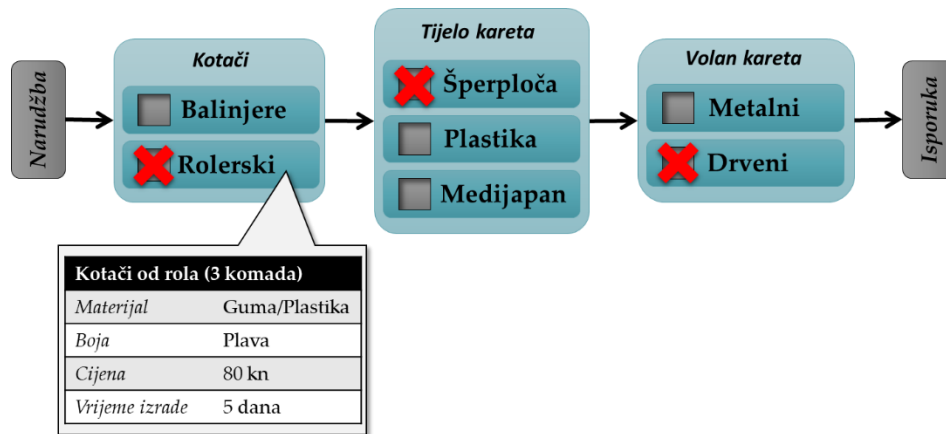 Narudžba
Kotači
Balinjere
Rolerski
Tijelo kareta
Šperploča
Plastika
Medijapan
Volan kareta
Metalni
Drveni
Isporuka
Kotači od rola (3 komada)
Materijal Guma/Plastika
Boja Plava
Cijena 80 kn
Vrijeme izrade 5 dana